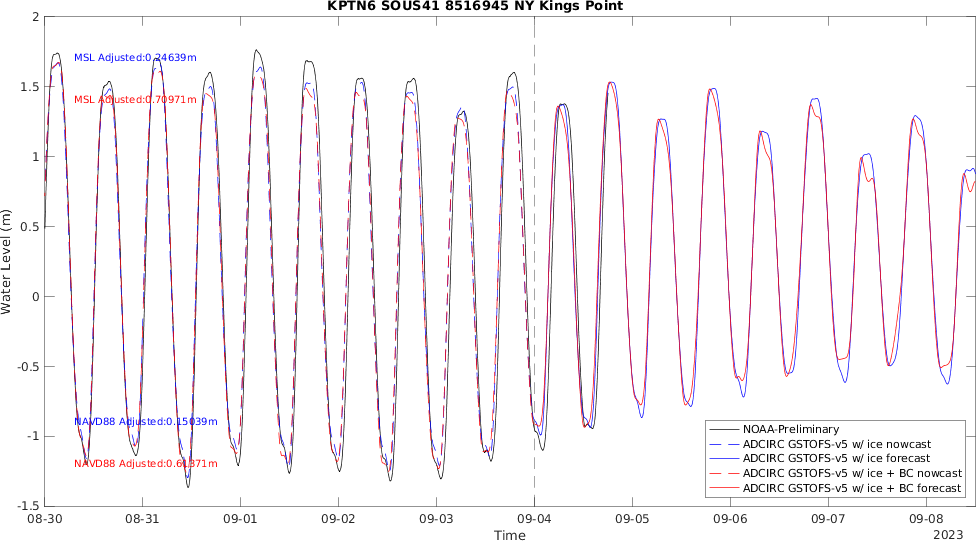 KPTN6 SOUS41 8516945 NY Kings Point
2
1.5
1
0.5
0
-0.5
-1
-1.5
Water Level (m)
MSL Adjusted:0.24639m
MSL Adjusted:0.70971m
NAVD88 Adjusted:0.15039m
NAVD88 Adjusted:0.61371m
NOAA-Preliminary
ADCIRC GSTOFS-v5 w/ ice nowcast
ADCIRC GSTOFS-v5 w/ ice forecast
ADCIRC GSTOFS-v5 w/ ice + BC nowcast
ADCIRC GSTOFS-v5 w/ ice + BC forecast
08-30 08-31 09-01 09-02 09-03 09-04 09-05 09-06 09-07 09-08
Time
2023